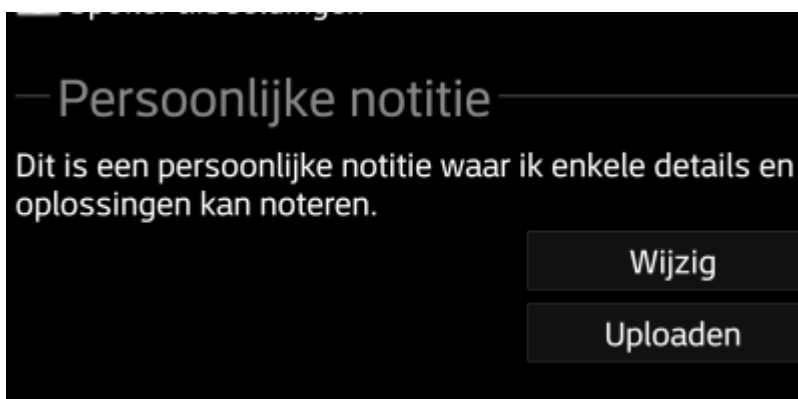 Persoonlijke notitie
Dit is een persoonlijke notitie waar ik enkele details en
oplossingen kan noteren.
Wijzig
Uploaden